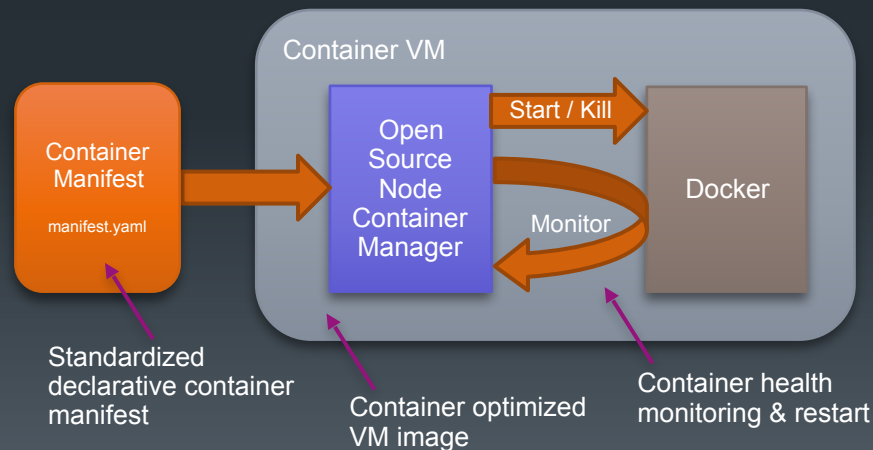 Container VM
Container
Manifest
manifest.yaml
Open
Source
Node
Container
Manager
Start / Kill
Monitor
Docker
Standardized
declarative container
manifest
Container optimized
VM image
Container health
monitoring & restart